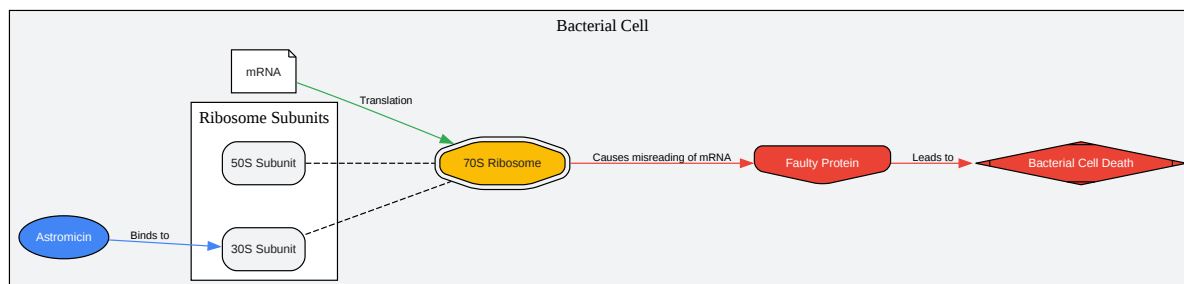 Bacterial Cell
mRNA
Translation
Ribosome Subunits
50S Subunit
70S Ribosome
Causes misreading of mRNA
Faulty Protein
Leads to
Bacterial Cell Death
Astromicin
Binds to
30S Subunit